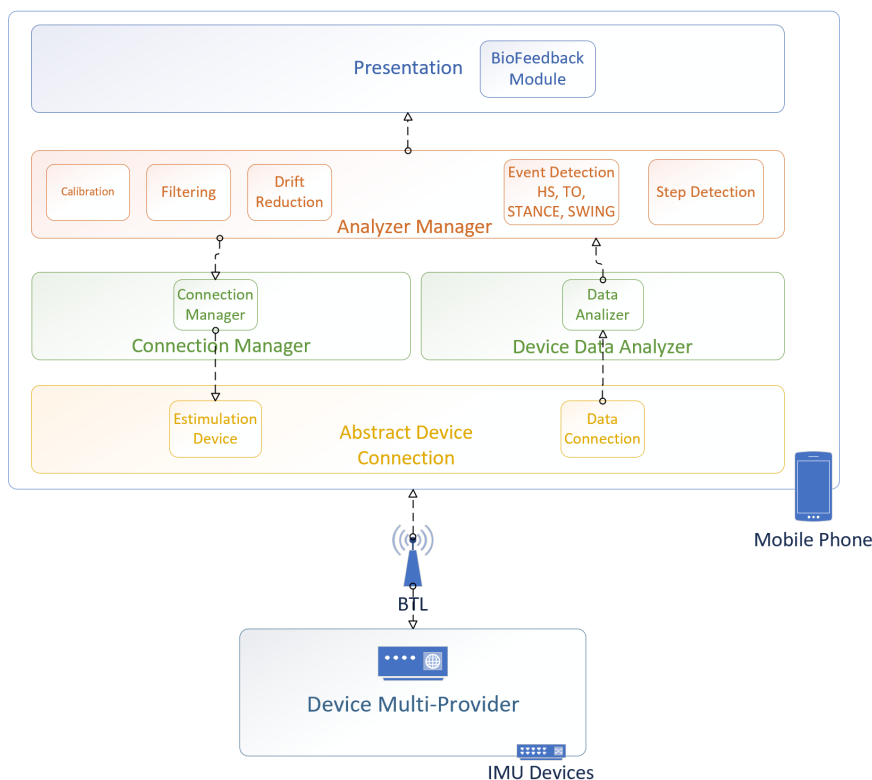 Presentation
BioFeedback
Module
Calibration
Filtering
Drift
Reduction
Event Detection
HS, TO,
STANCE, SWING
Step Detection
Analyzer Manager
Connection
Manager
Connection Manager
Data
Analizer
Device Data Analyzer
Estimulation
Device
Abstract Device
Connection
Data
Connection
Mobile Phone
BTL
Device Multi-Provider
IMU Devices